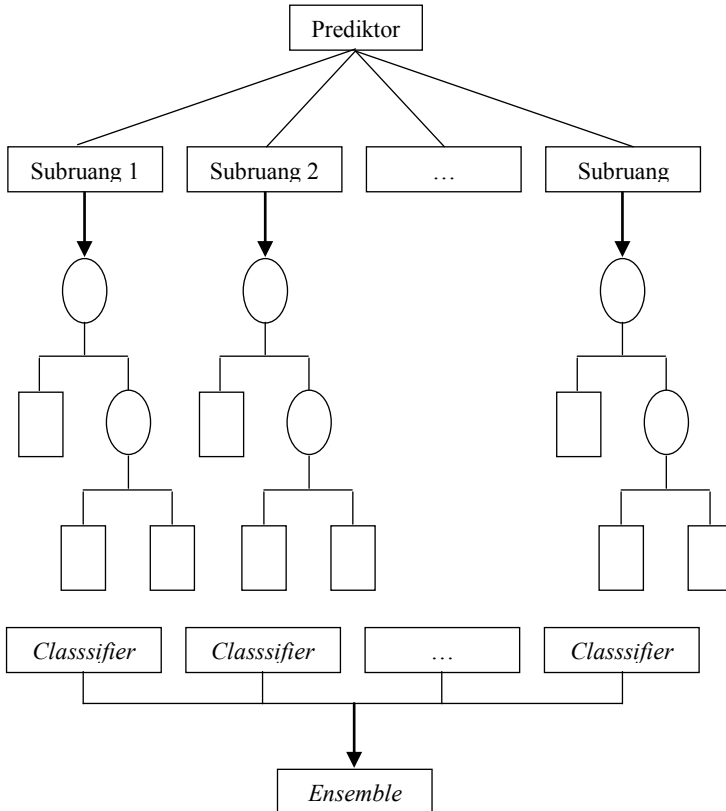 Prediktor
Subruang 1
Subruang 2
…
Subruang
Classsifier
Classsifier
…
Classsifier
Ensemble